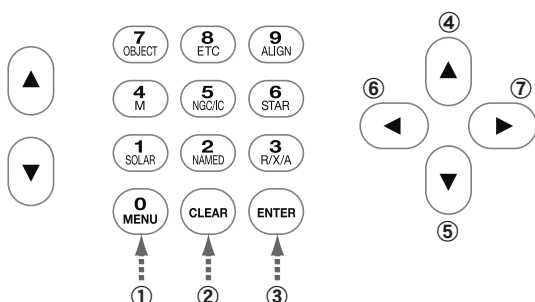 ④
7 8 9
OBJECT ETC ALIGN
⑥ ⑦
4 5 6
M NGC/IC STAR
1 2 3
SOLAR NAMED R/X/A
⑤
0
MENU CLEAR ENTER
① ② ③